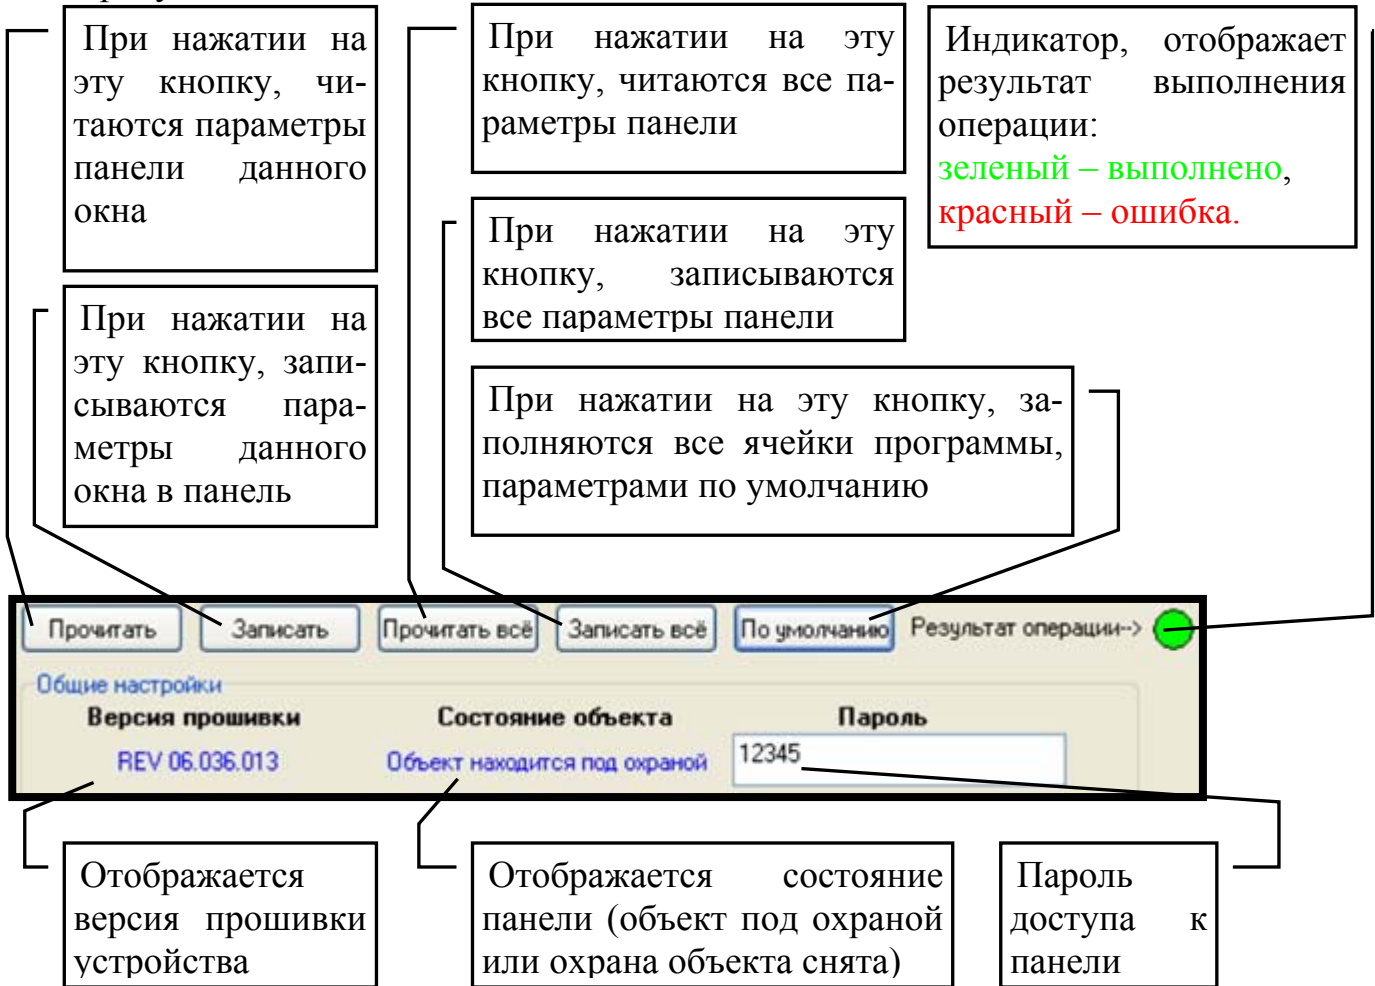 При нажатии на
эту кнопку, чи-
таются параметры
панели данного
окна
При нажатии на эту
кнопку, читаются все па-
раметры панели
Индикатор, отображает
результат выполнения
операции:
зеленый – выполнено,
красный – ошибка.
При нажатии на эту
кнопку, записываются
все параметры панели
При нажатии на
эту кнопку, запи-
сываются пара-
метры данного
окна в панель
При нажатии на эту кнопку, за-
полняются все ячейки программы,
параметрами по умолчанию
Прочитать Записать Прочитать всё Записать всё По умолчанию Результат операции-->
Общие настройки
Версия прошивки Состояние объекта Пароль
REV 06.036.013 Объект находится под охраной 12345
Отображается
версия прошивки
устройства
Отображается состояние
панели (объект под охраной
или охрана объекта снята)
Пароль
доступа к
панели